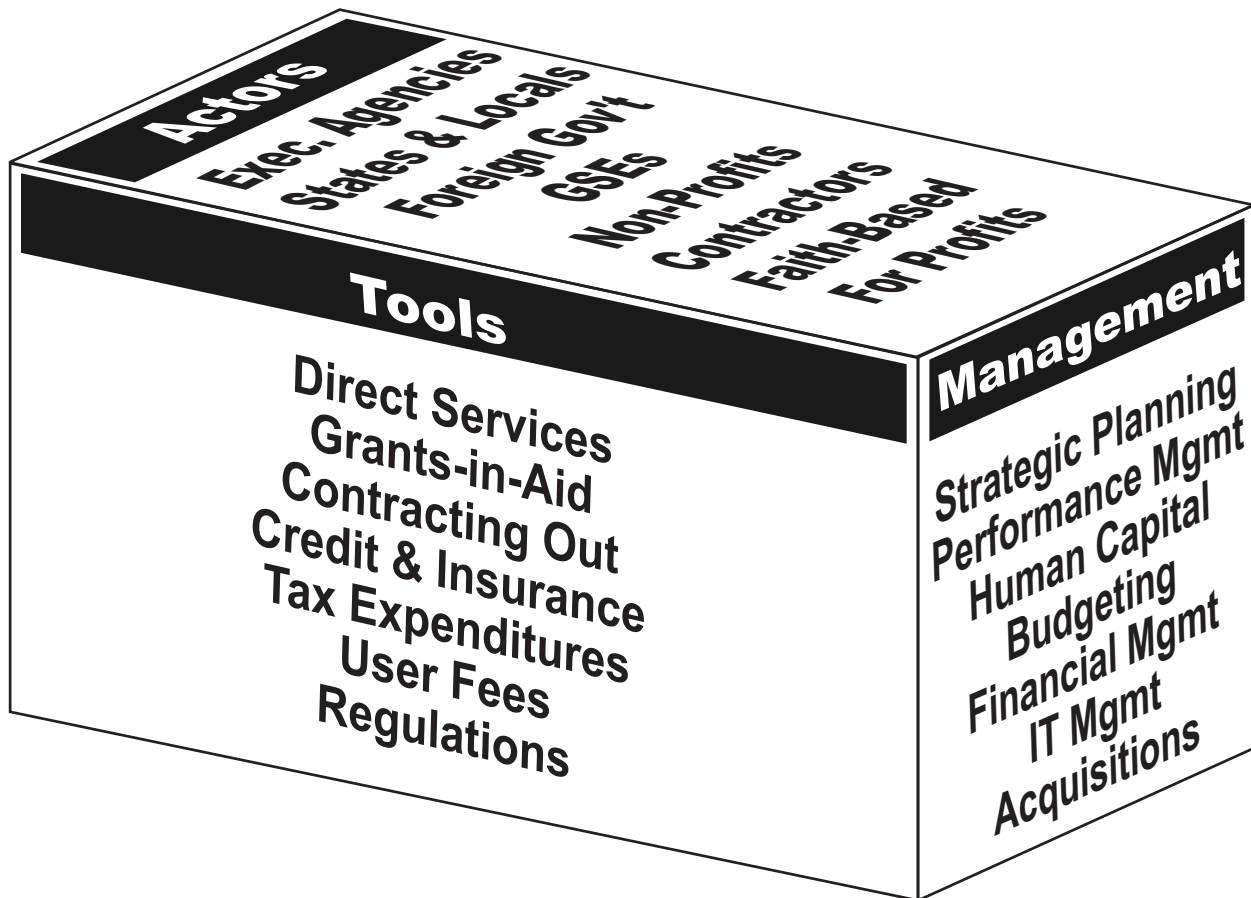 Actors
Exec. Agencies
States & Locals
Foreign Gov't
GSEs
Non-Profits
Contractors
Faith-Based
For Profits
Tools
Direct Services
Grants-in-Aid
Contracting Out
Credit & Insurance
Tax Expenditures
User Fees
Regulations
Management
Strategic Planning
Performance Mgmt
Human Capital
Budgeting
Financial Mgmt
IT Mgmt
Acquisitions